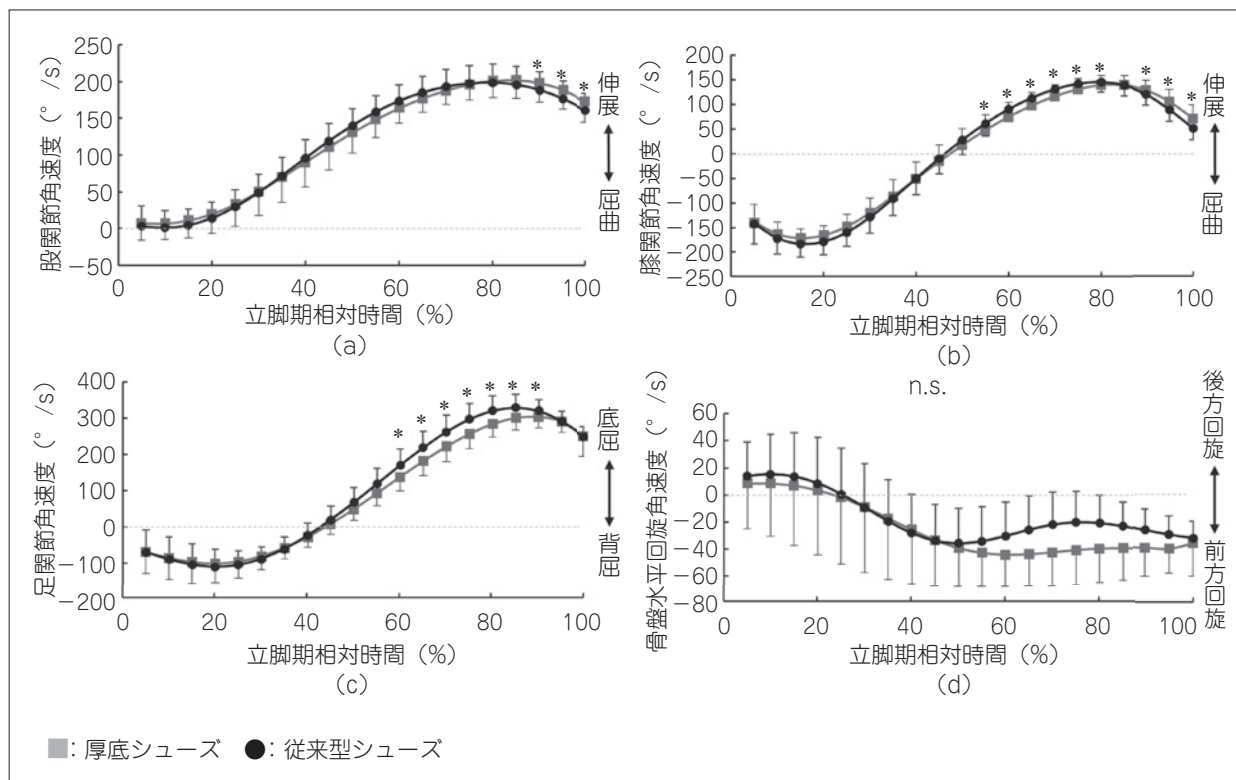 股関節角速度（°/s）
250
200
150
100
50
0
−50
* * *
伸展
屈曲
0 20 40 60 80 100
立脚期相対時間（%）
(a)
膝関節角速度（°/s）
200
150
100
50
0
−50
−100
−150
−200
−250
* * * * * * * * *
伸展
屈曲
0 20 40 60 80 100
立脚期相対時間（%）
(b)
足関節角速度（°/s）
400
300
200
100
0
−100
−200
* * * * * * *
底屈
背屈
0 20 40 60 80 100
立脚期相対時間（%）
(c)
n.s.
骨盤水平回旋角速度（°/s）
60
40
20
0
−20
−40
−60
−80
後方回旋
前方回旋
0 20 40 60 80 100
立脚期相対時間（%）
(d)
■：厚底シューズ ●：従来型シューズ